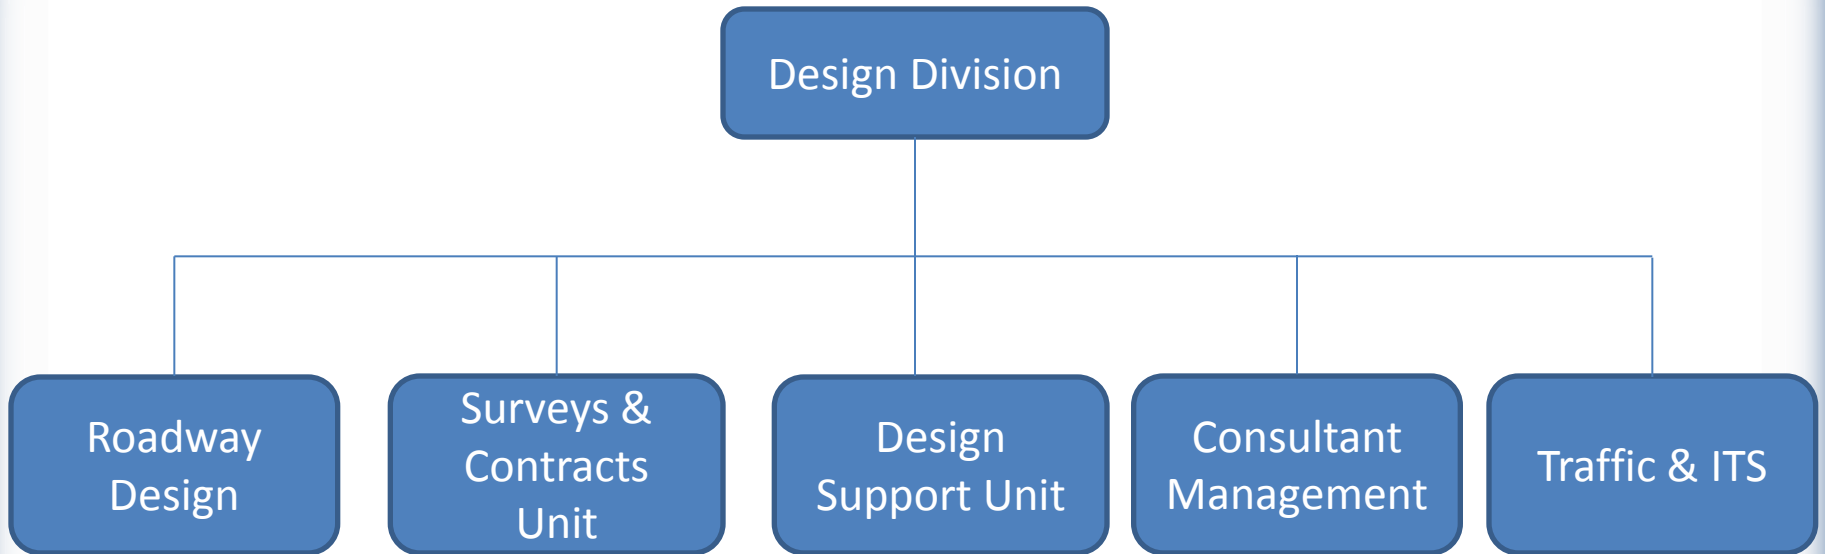 Design Division
Roadway
Design
Surveys &
Contracts
Unit
Design
Support Unit
Consultant
Management
Traffic & ITS